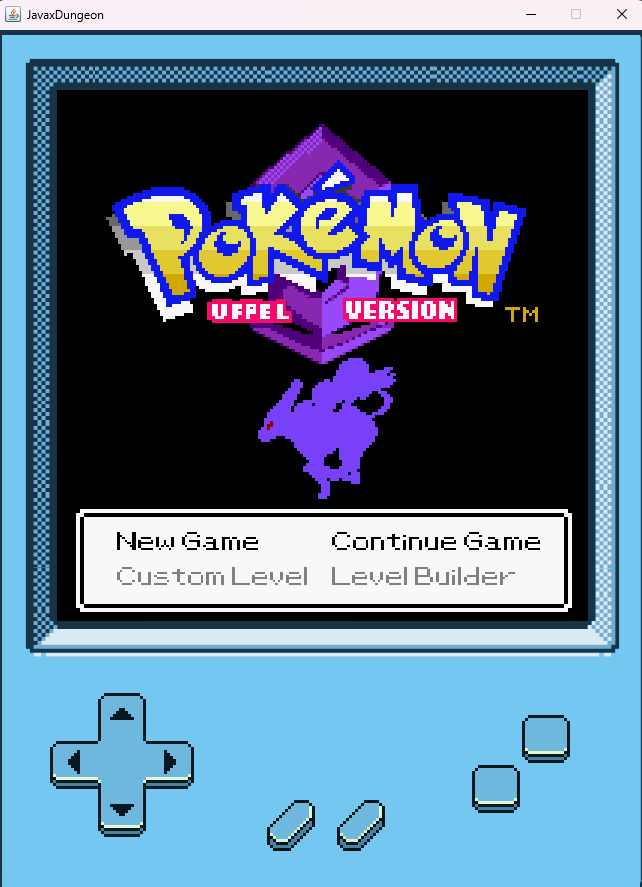 JavaxDungeon
POKéMON
UFPEL VERSION TM
New Game Continue Game
Custom Level Level Builder